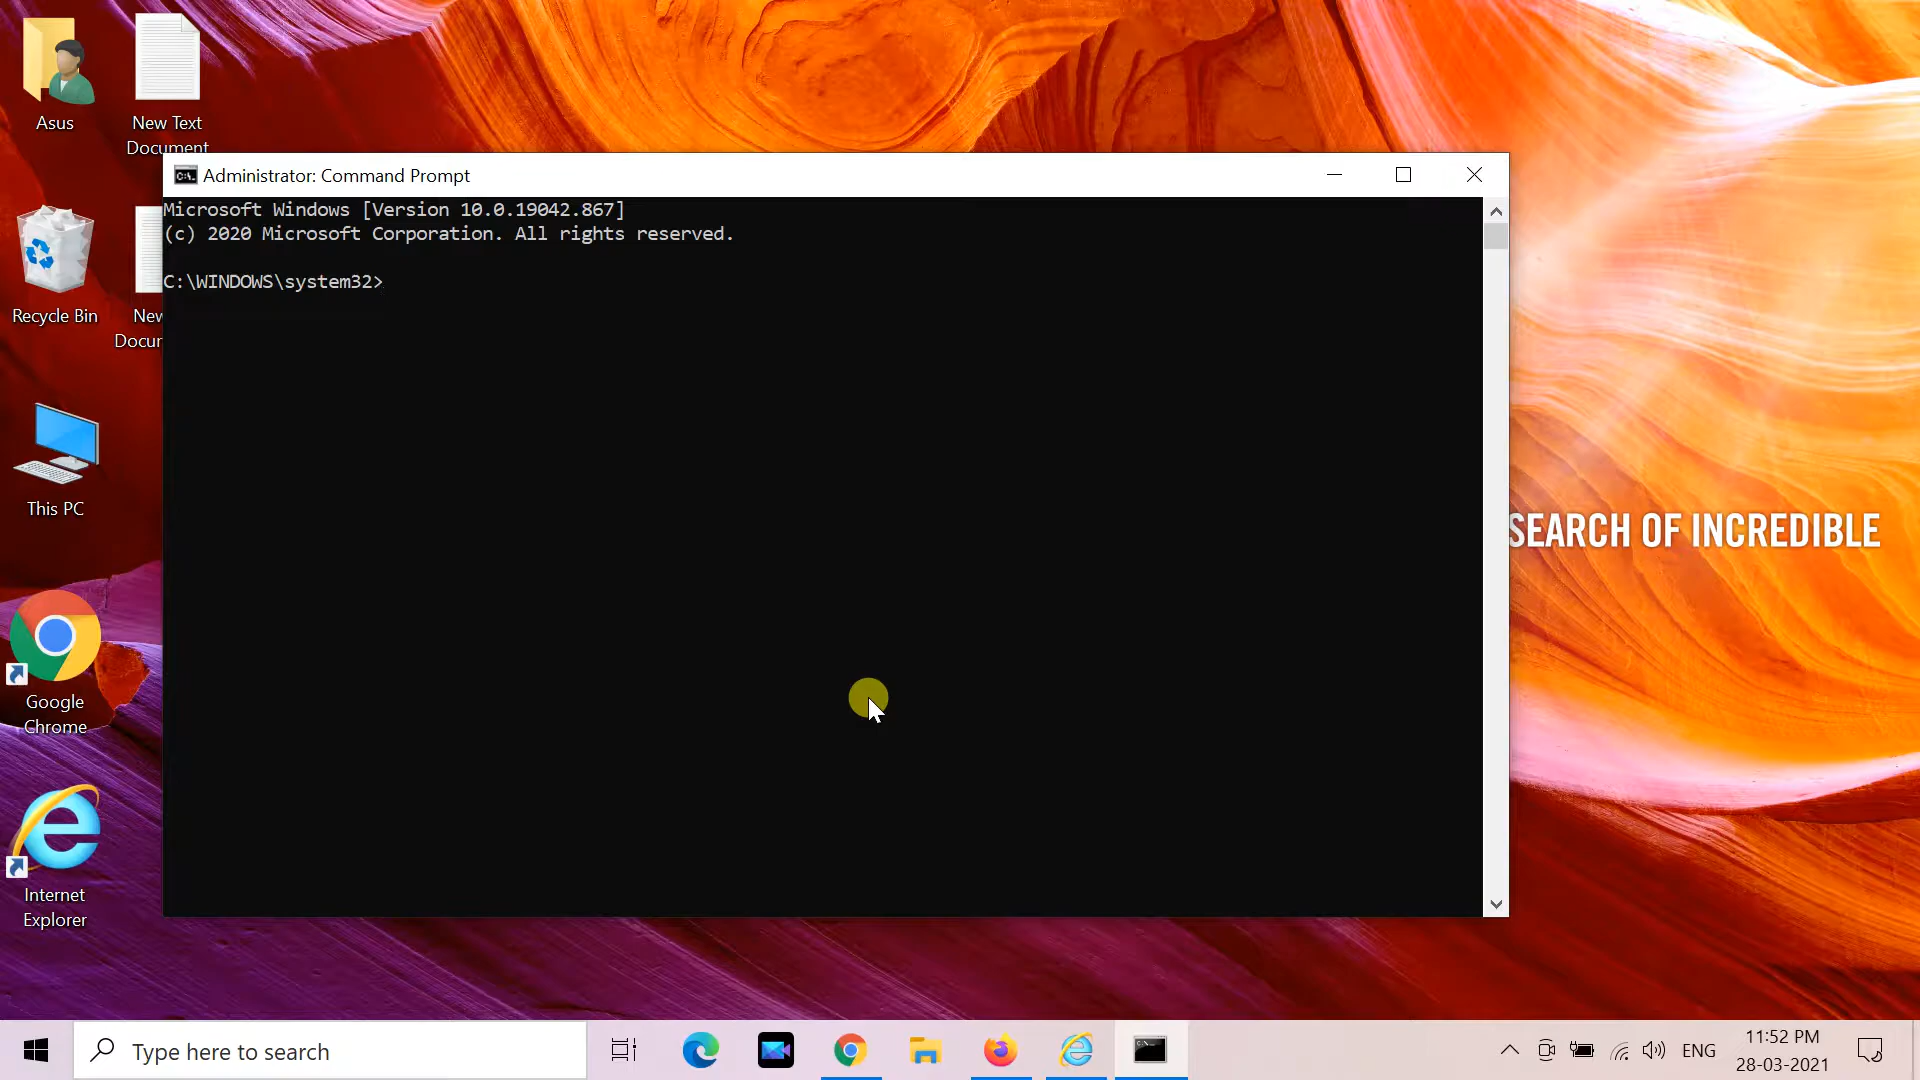 Asus
New Text
Document
Administrator: Command Prompt
Microsoft Windows [Version 10.0.19042.867]
(c) 2020 Microsoft Corporation. All rights reserved.
C:\WINDOWS\system32>
Recycle Bin
New
Docu
This PC
SEARCH OF INCREDIBLE
Google
Chrome
Internet
Explorer
Type here to search
ENG
11:52 PM
28-03-2021